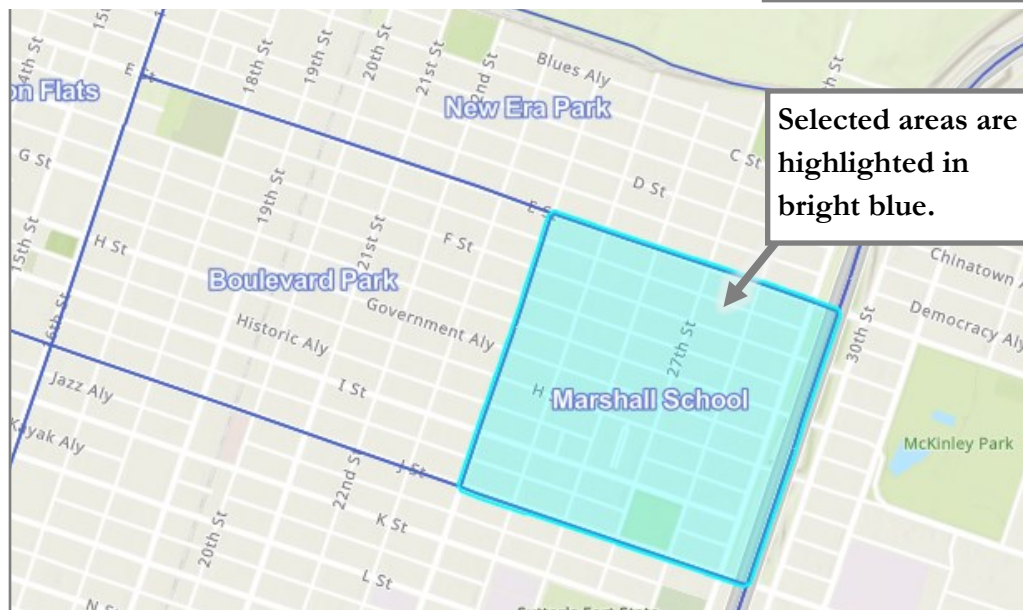 15th
18th St
19th St
20th St
21st St
Blues Aly
New Era Park
C St
D St
Selected areas are
highlighted in
bright blue.
G St
15th St
H St
19th St
21st St
F St
Boulevard Park
Government Aly
Historic Aly
I St
Jazz Aly
Kayak Aly
J St
22nd St
K St
20th St
L St
N St
27th St
H St
Marshall School
30th St
Chinatown
Democracy Aly
McKinley Park